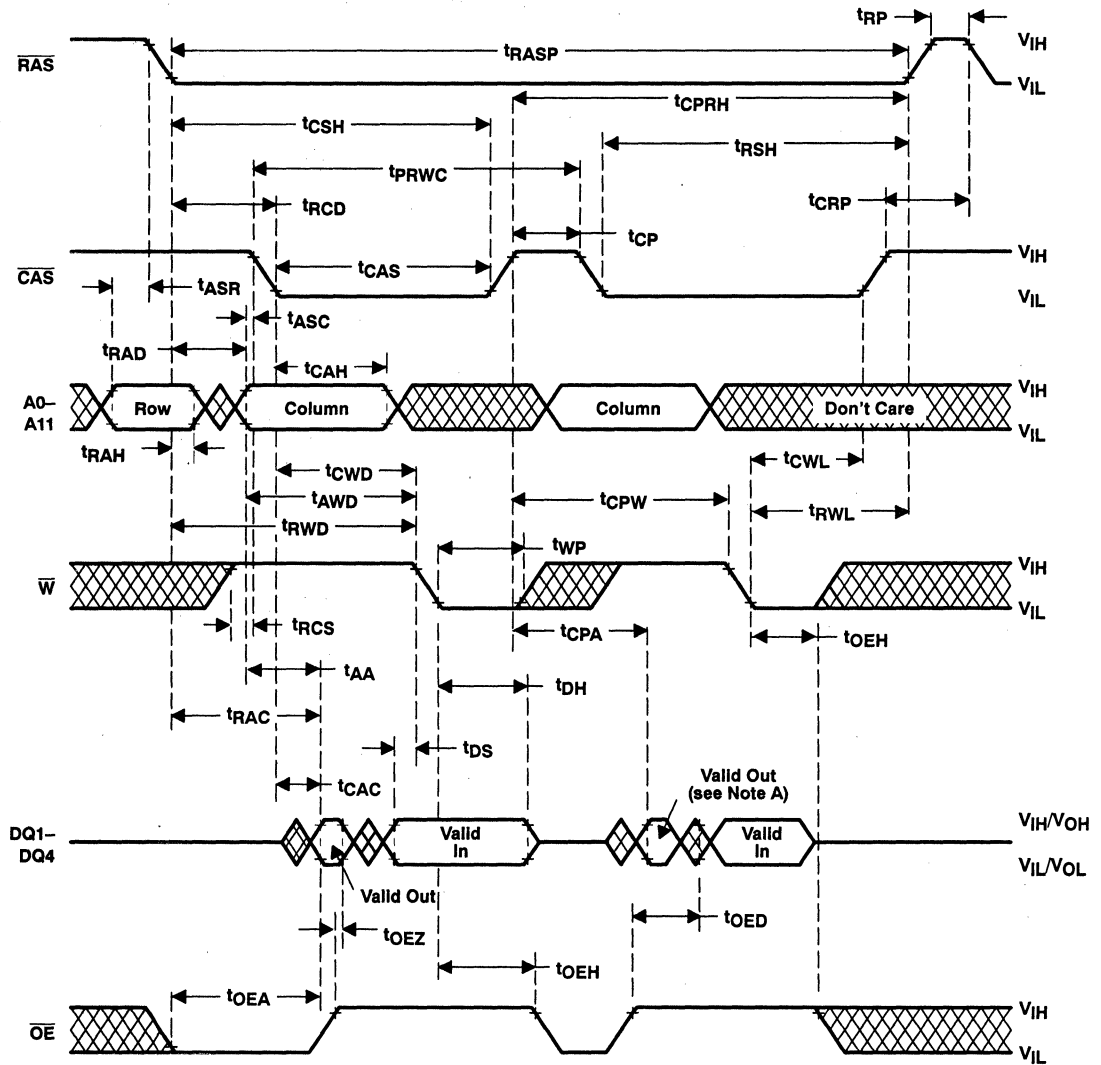 tRP
RAS
VIH
tRASP
VIL
tCPRH
tCSH
tRSH
tPRWC
tRCD
tCRP
tCP
CAS
VIH
tCAS
tASR
VIL
tASC
tRAD
tCAH
A0–
A11
Row
Column
Column
Don't Care
VIH
VIL
tRAH
tCWD
tCWL
tAWD
tCPW
tRWD
tRWL
tWP
W
VIH
VIL
tRCS
tCPA
tOEH
tAA
tDH
tRAC
tDS
tCAC
Valid Out
(see Note A)
DQ1–
DQ4
Valid
In
Valid
In
VIH/VOH
VIL/VOL
Valid Out
tOED
tOEZ
tOEH
tOEA
OE
VIH
VIL